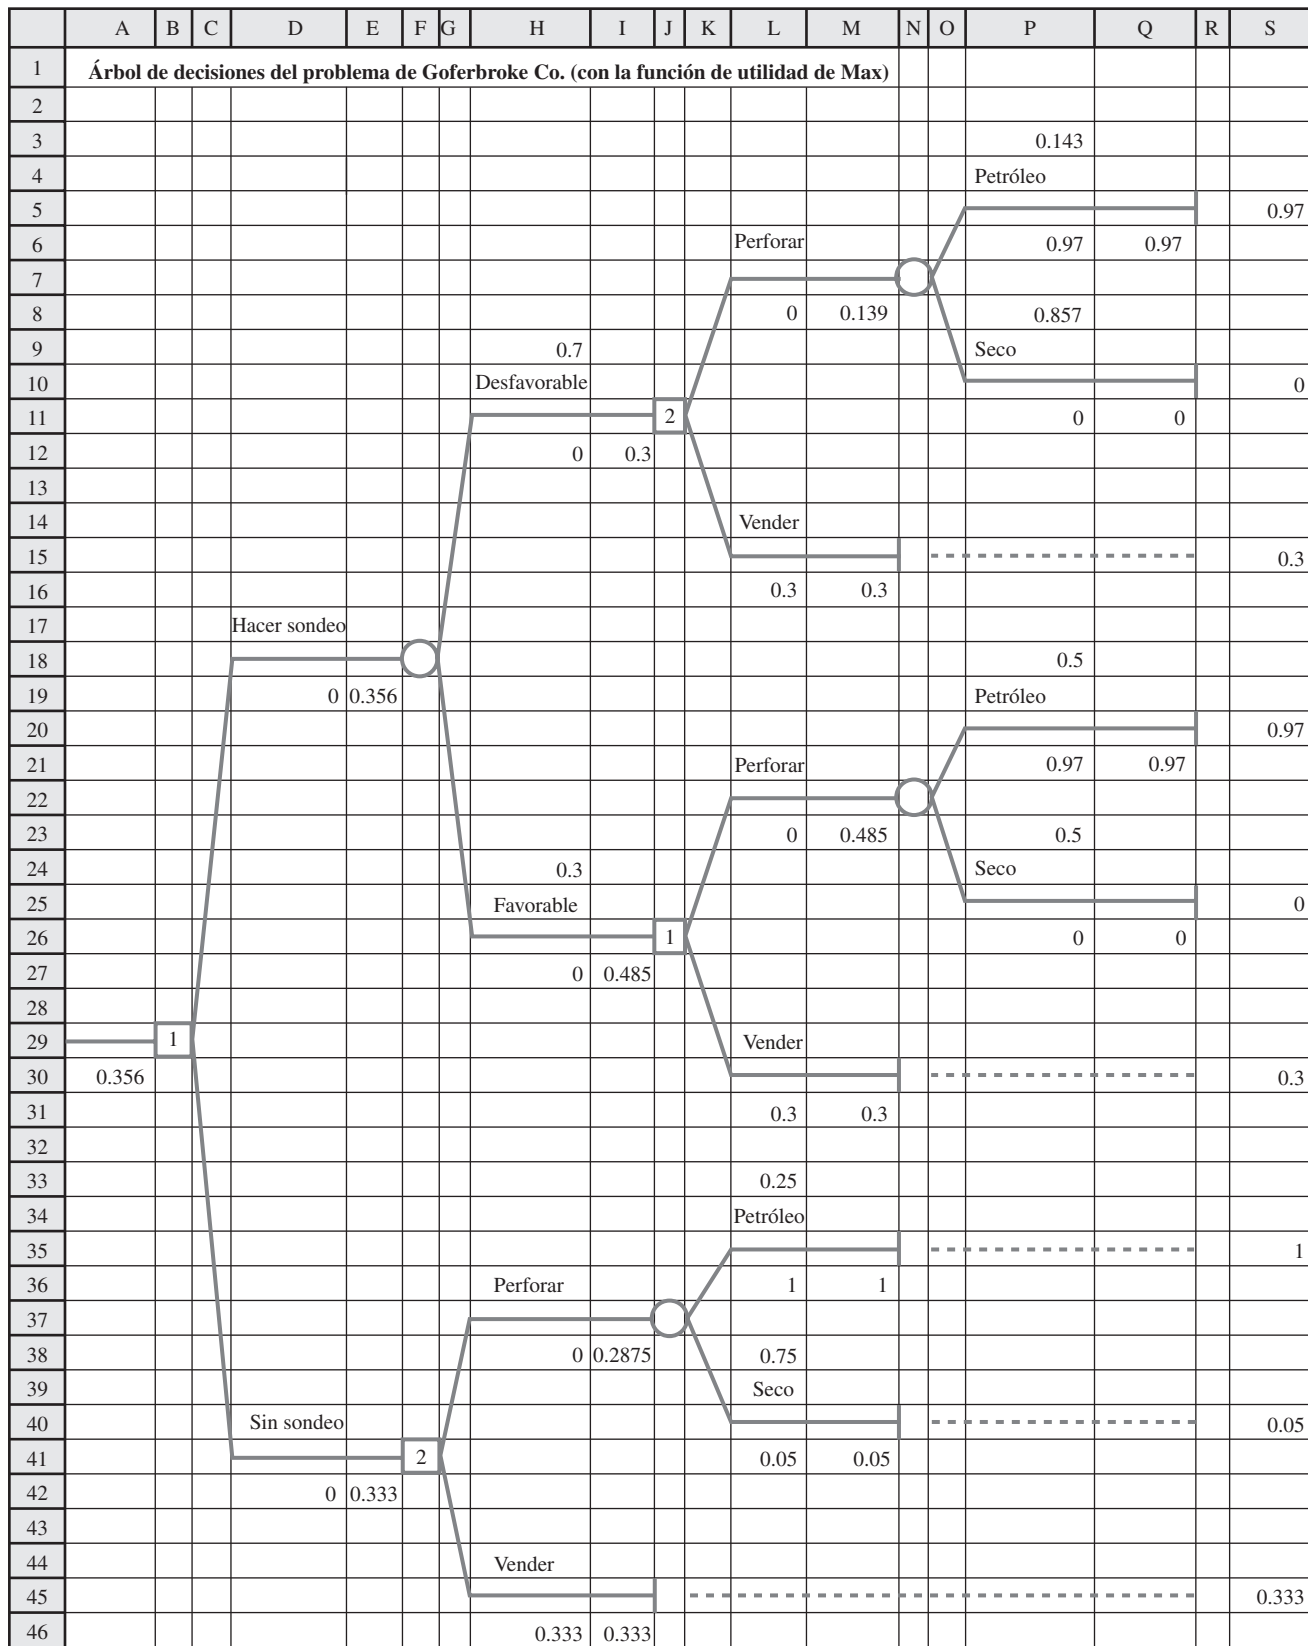 A B C D E F G H I J K L M N O P Q R S
1 Árbol de decisiones del problema de Goferbroke Co. (con la función de utilidad de Max)
2
3 0.143
4 Petróleo
5 0.97
6 Perforar 0.97 0.97
7
8 0 0.139 0.857
9 0.7 Seco
10 Desfavorable 0
11 2 0 0
12 0 0.3
13
14 Vender
15 0.3
16 0.3 0.3
17 Hacer sondeo
18 0.5
19 0 0.356 Petróleo
20 0.97
21 Perforar 0.97 0.97
22
23 0 0.485 0.5
24 0.3 Seco
25 Favorable 0
26 1 0 0
27 0 0.485
28
29 1 Vender
30 0.356 0.3
31 0.3 0.3
32
33 0.25
34 Petróleo
35 1
36 Perforar 1 1
37
38 0 0.2875 0.75
39 Seco
40 Sin sondeo 0.05
41 2 0.05 0.05
42 0 0.333
43
44 Vender
45 0.333
46 0.333 0.333